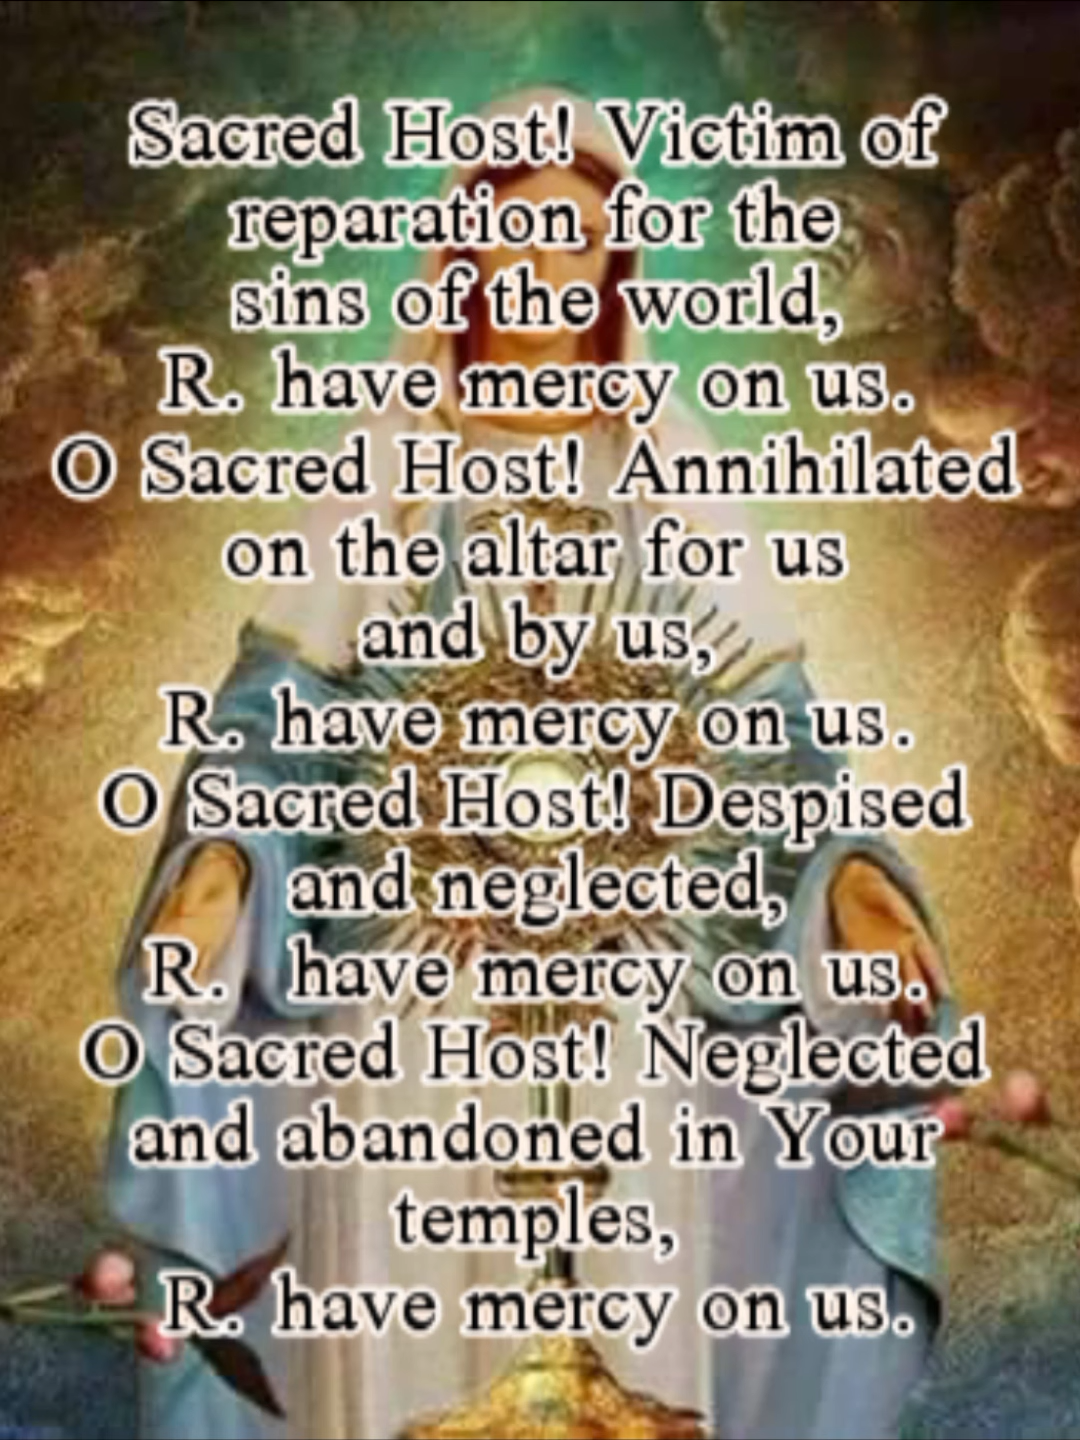 Sacred Host! Victim of
reparation for the
sins of the world,
R. have mercy on us.
O Sacred Host! Annihilated
on the altar for us
and by us,
R. have mercy on us.
O Sacred Host! Despised
and neglected,
R. have mercy on us.
O Sacred Host! Neglected
and abandoned in Your
temples,
R. have mercy on us.